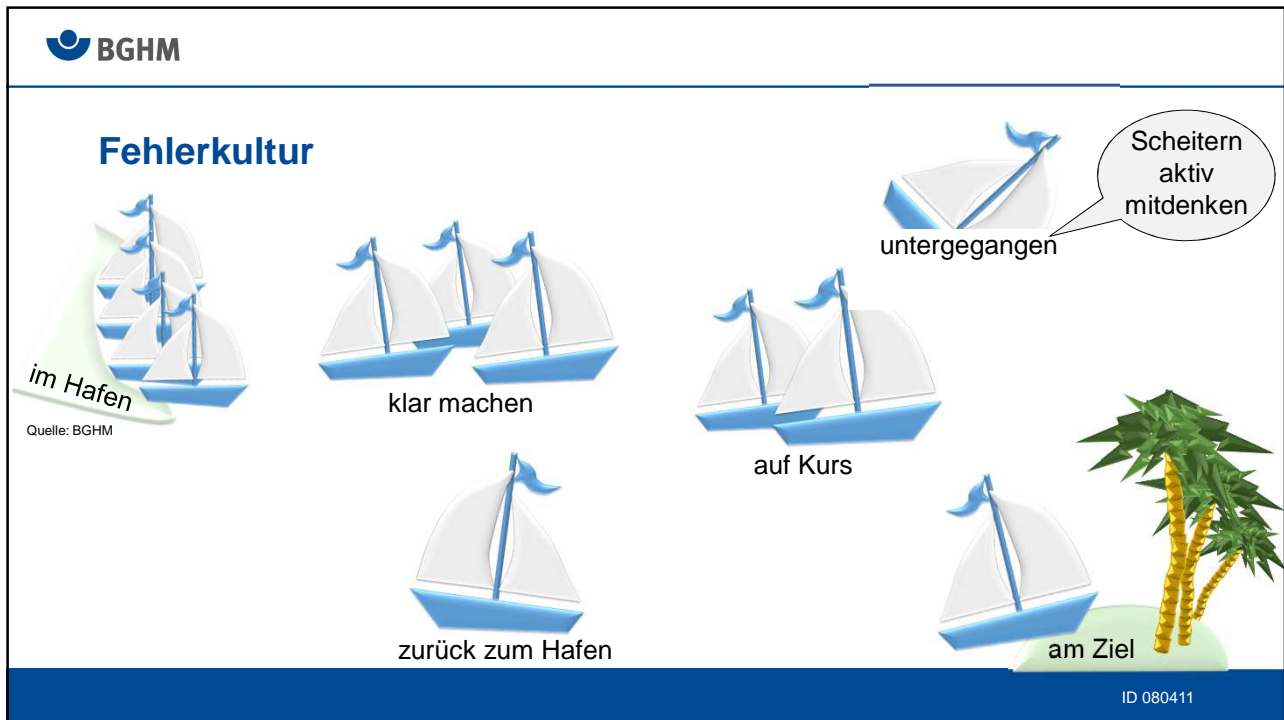 BGHM
Fehlerkultur
Scheitern
aktiv
mitdenken
untergegangen
im Hafen
Quelle: BGHM
klar machen
auf Kurs
zurück zum Hafen
am Ziel
ID 080411